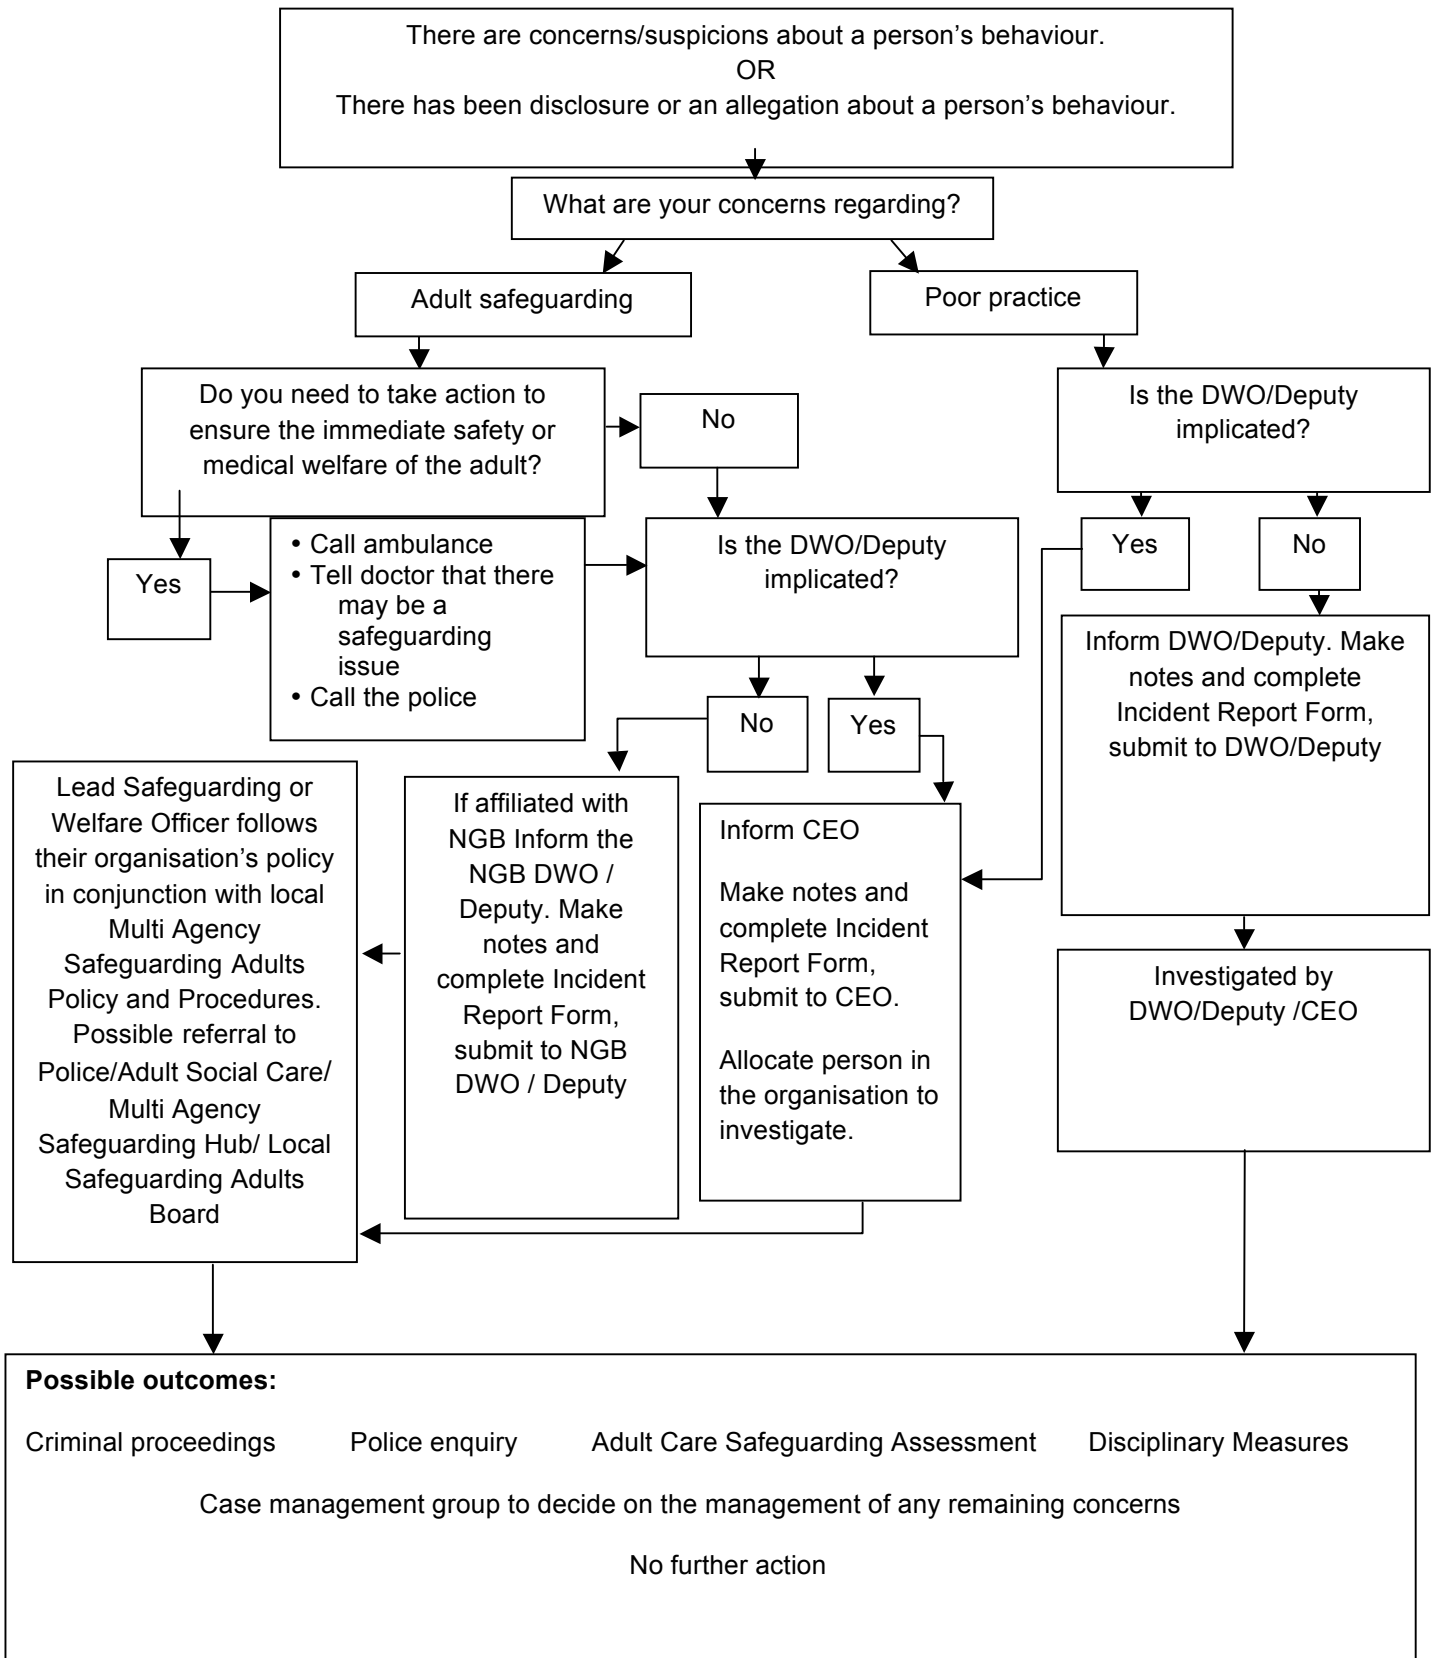 There are concerns/suspicions about a person’s behaviour.
OR
There has been disclosure or an allegation about a person’s behaviour.
What are your concerns regarding?
Adult safeguarding
Poor practice
Do you need to take action to
ensure the immediate safety or
medical welfare of the adult?
No
Is the DWO/Deputy
implicated?
Yes
• Call ambulance
• Tell doctor that there
may be a
safeguarding
issue
• Call the police
Is the DWO/Deputy
implicated?
Yes
No
No
Yes
Inform DWO/Deputy. Make
notes and complete
Incident Report Form,
submit to DWO/Deputy
Lead Safeguarding or
Welfare Officer follows
their organisation’s policy
in conjunction with local
Multi Agency
Safeguarding Adults
Policy and Procedures.
Possible referral to
Police/Adult Social Care/
Multi Agency
Safeguarding Hub/ Local
Safeguarding Adults
Board
If affiliated with
NGB Inform the
NGB DWO /
Deputy. Make
notes and
complete Incident
Report Form,
submit to NGB
DWO / Deputy
Inform CEO
Make notes and
complete Incident
Report Form,
submit to CEO.
Allocate person in
the organisation to
investigate.
Investigated by
DWO/Deputy /CEO
Possible outcomes:
Criminal proceedings Police enquiry Adult Care Safeguarding Assessment Disciplinary Measures
Case management group to decide on the management of any remaining concerns
No further action